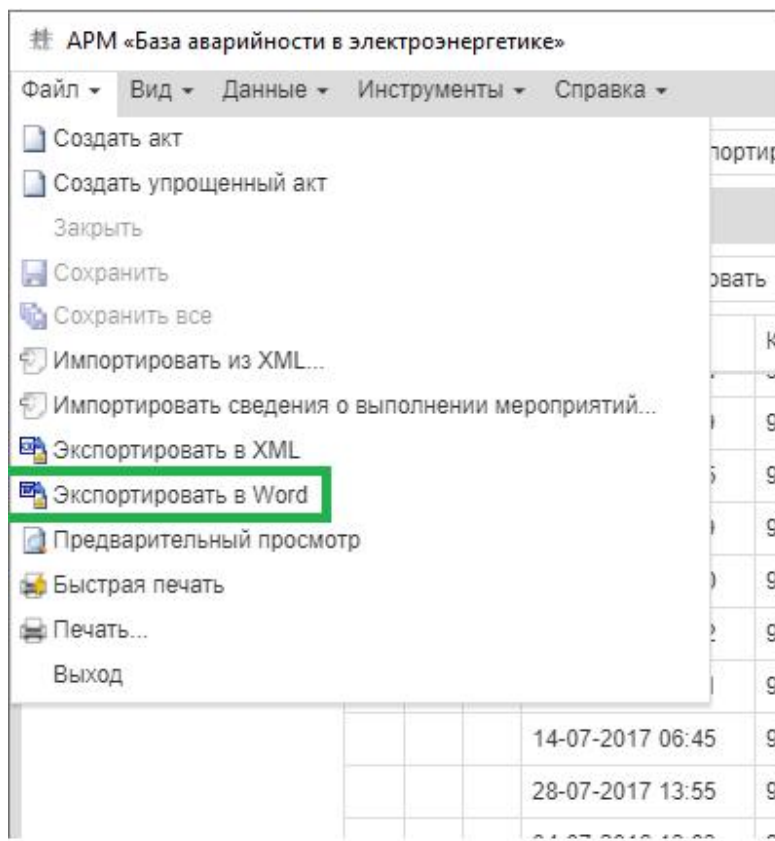 АРМ «База аварийности в электроэнергетике»
Файл Вид Данные Инструменты Справка
Создать акт
Создать упрощенный акт
Закрыть
Сохранить
Сохранить все
Импортировать из XML...
Импортировать сведения о выполнении мероприятий...
Экспортировать в XML
Экспортировать в Word
Предварительный просмотр
Быстрая печать
Печать...
Выход
14-07-2017 06:45
28-07-2017 13:55